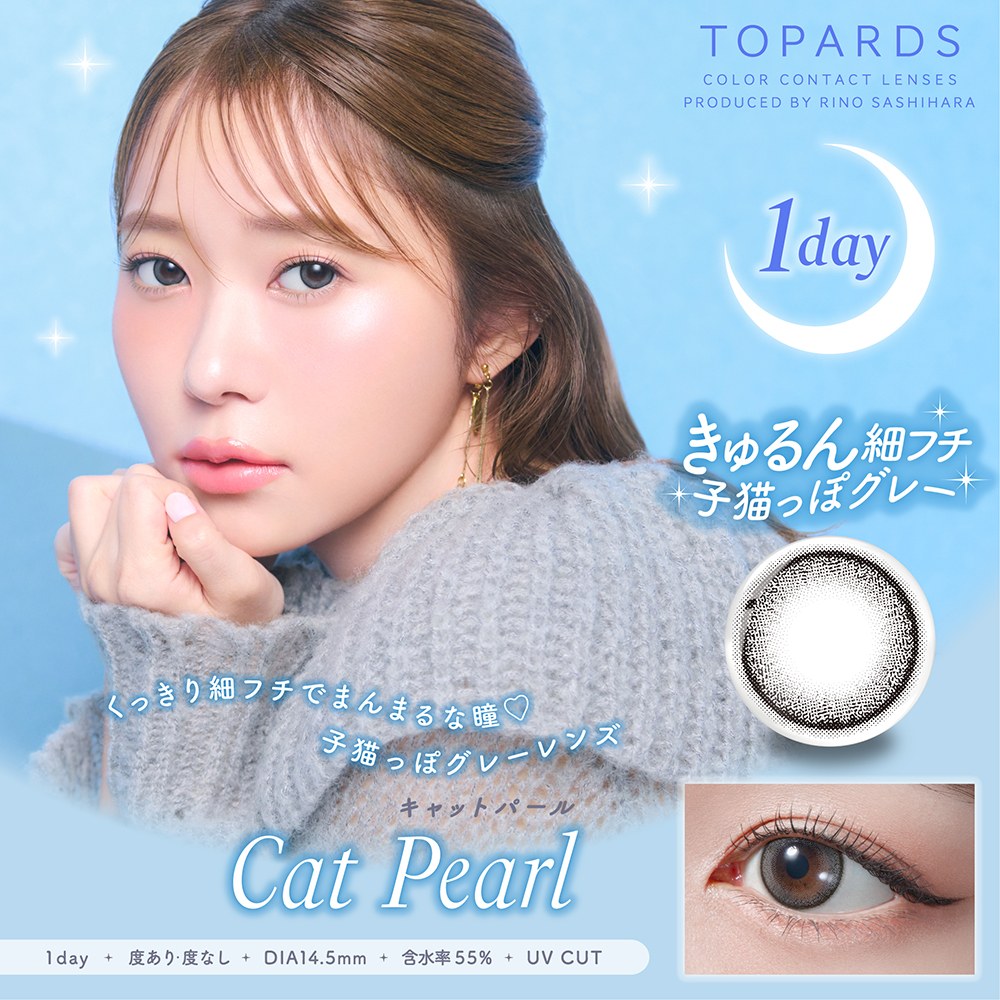 TOPARDS
COLOR CONTACT LENSES
PRODUCED BY RINO SASHIHARA
1day
きゅるん細フチ
子猫っぽグレー
くっきり細フチでまんまるな瞳♡
子猫っぽグレーレンズ
キャットパール
Cat Pearl
1day + 度あり·度なし + DIA14.5mm + 含水率55% + UV CUT